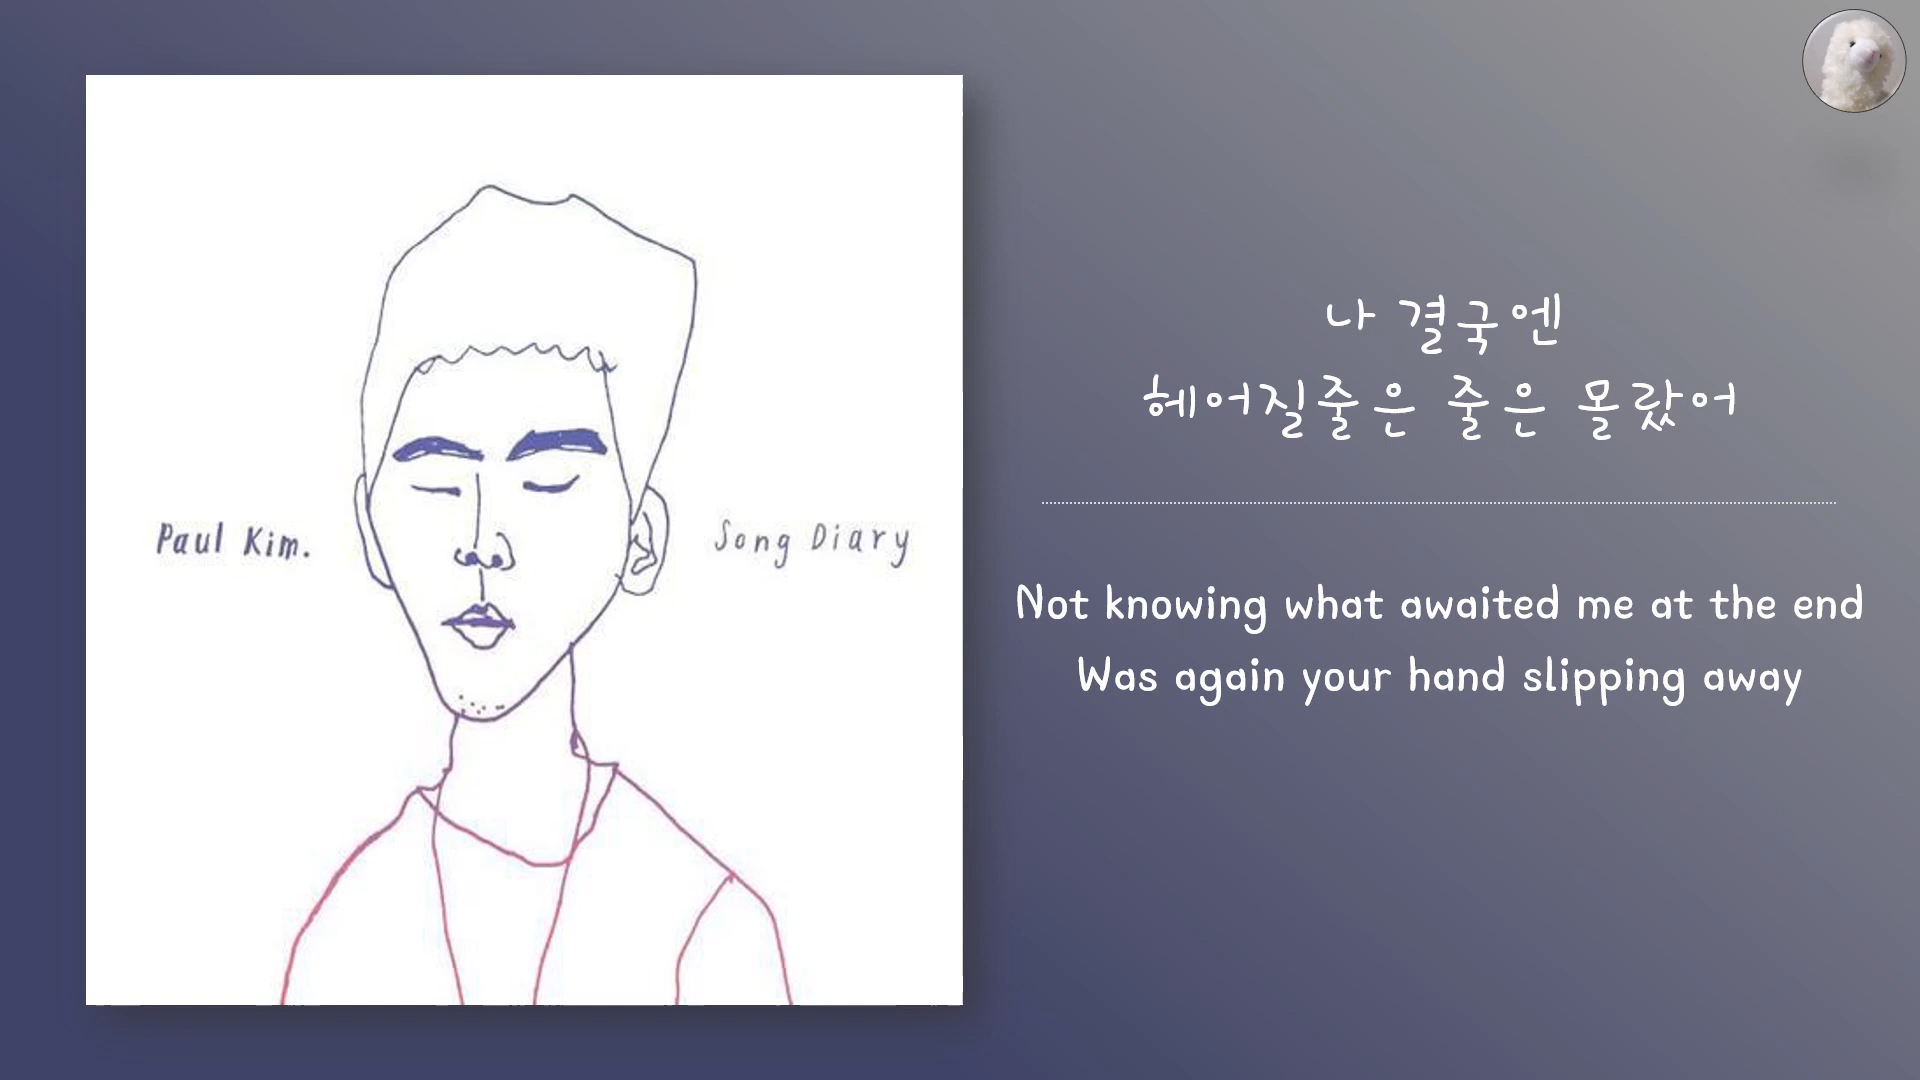 Paul Kim.
Song Diary
나 결국엔
헤어질줄은 줄은 몰랐어
Not knowing what awaited me at the end
Was again your hand slipping away